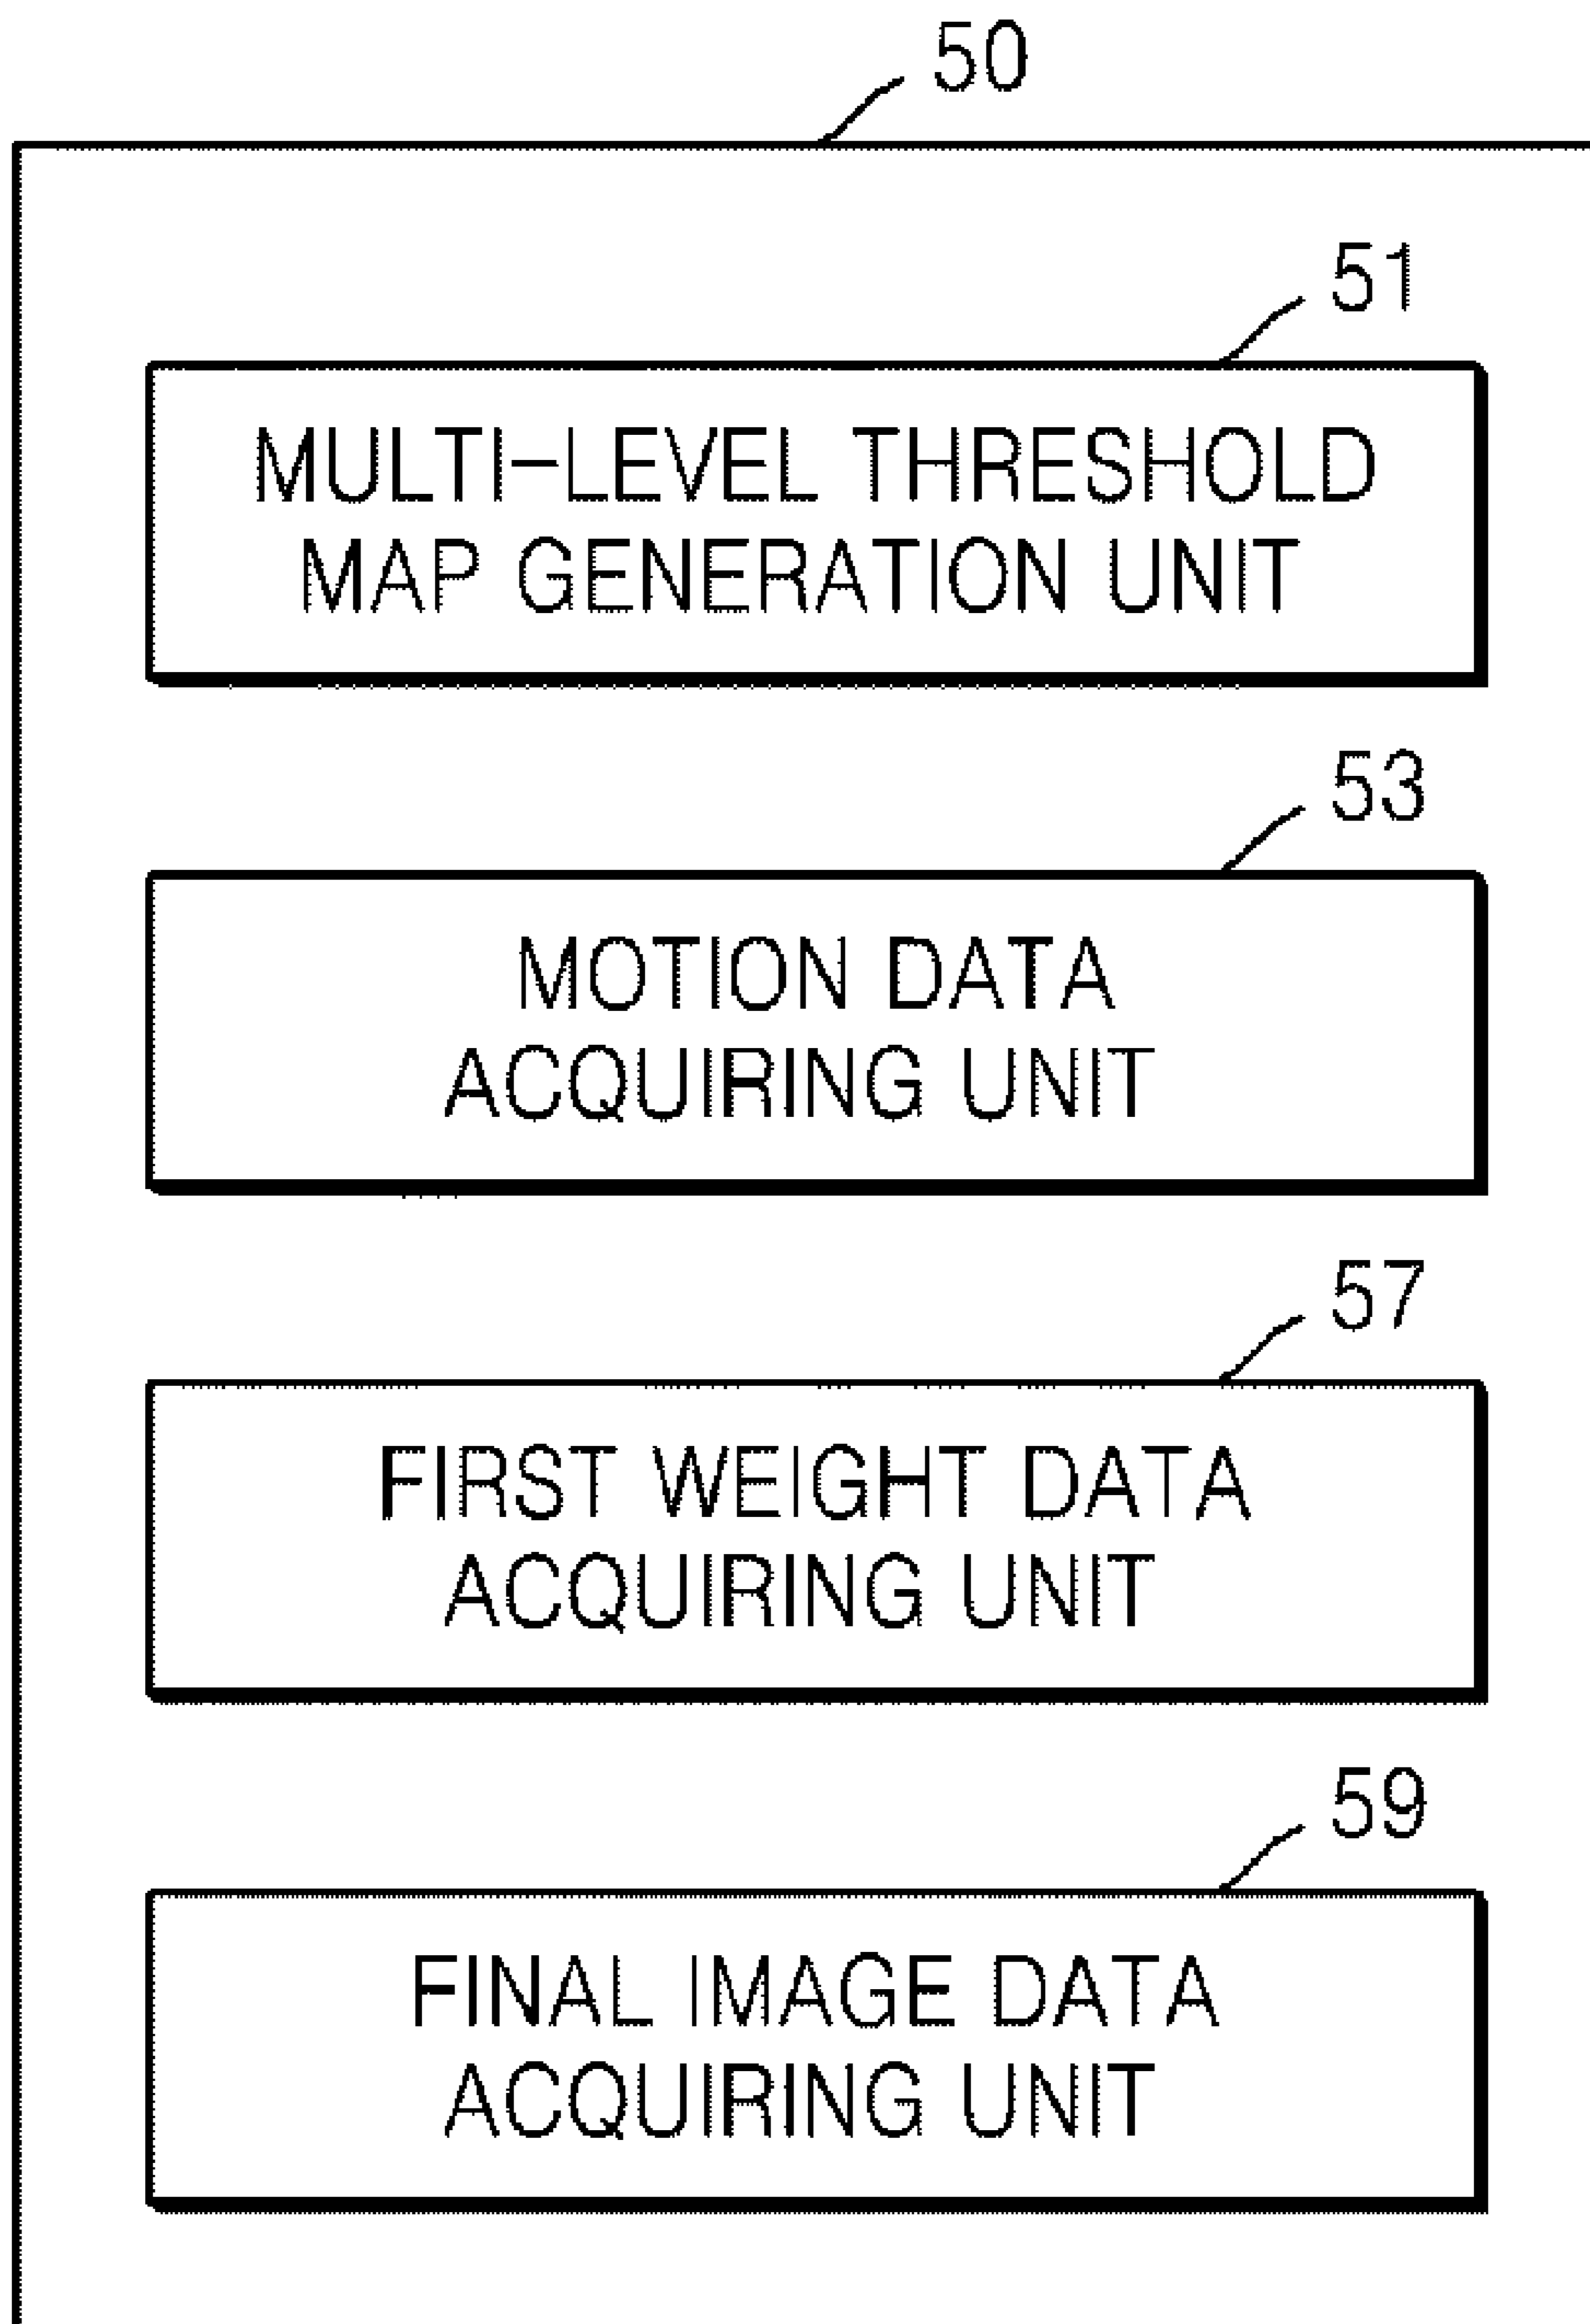 50
51
MULTI-LEVEL THRESHOLD
MAP GENERATION UNIT
53
MOTION DATA
ACQUIRING UNIT
57
FIRST WEIGHT DATA
ACQUIRING UNIT
59
FINAL IMAGE DATA
ACQUIRING UNIT